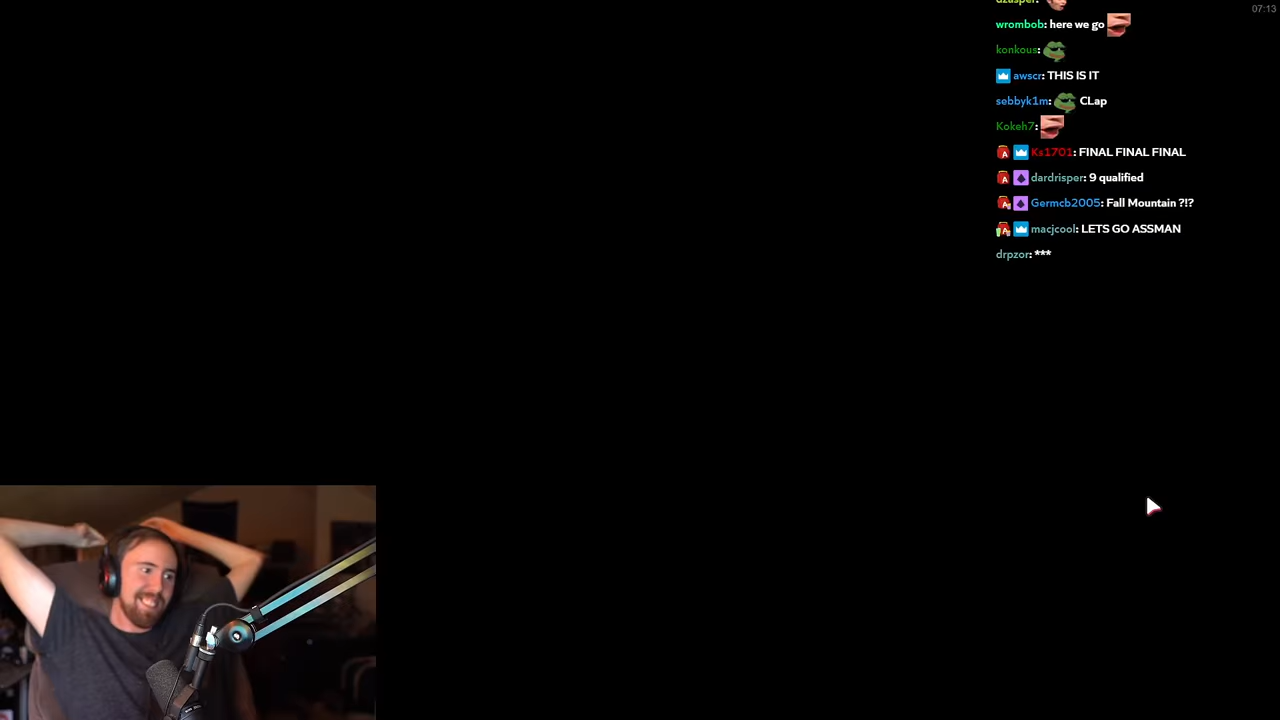 07:13
dzasper:
wrombob: here we go
konkous:
awscr: THIS IS IT
sebbyk1m: CLap
Kokeh7:
Ks1701: FINAL FINAL FINAL
dardrisper: 9 qualified
Germcb2005: Fall Mountain ?!?
macjcool: LETS GO ASSMAN
drpzor: ***